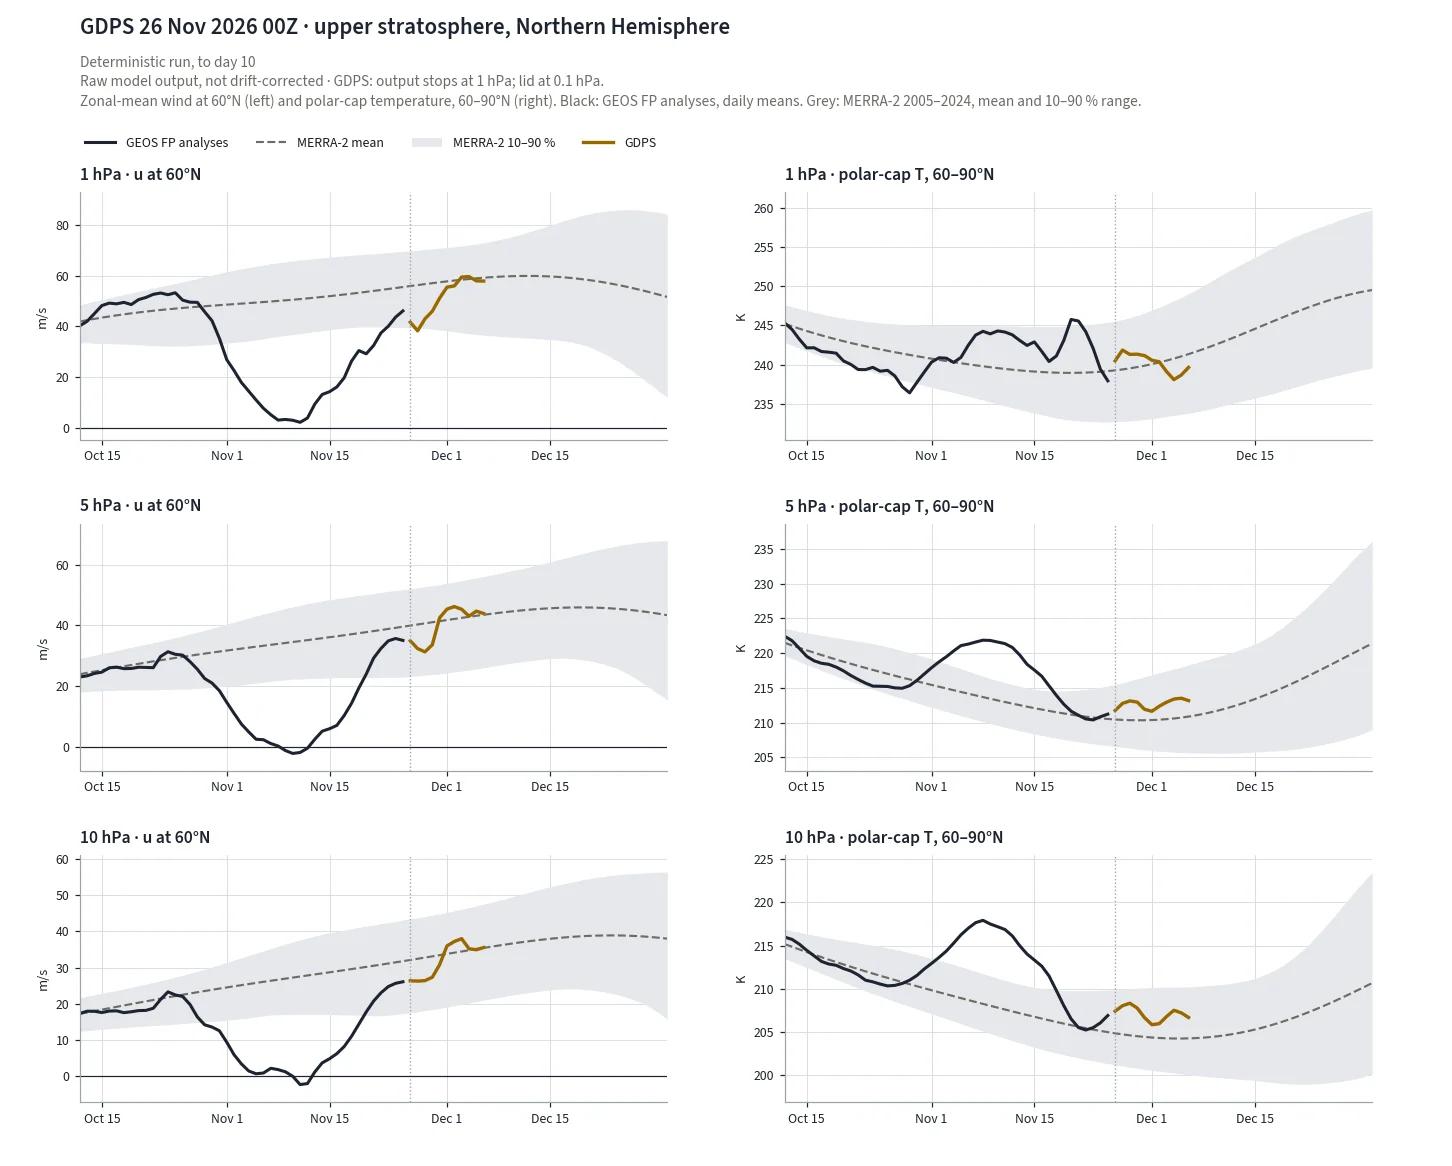 GDPS 26 Nov 2026 00Z · upper stratosphere, Northern Hemisphere
Deterministic run, to day 10
Raw model output, not drift-corrected · GDPS: output stops at 1 hPa; lid at 0.1 hPa.
Zonal-mean wind at 60°N (left) and polar-cap temperature, 60–90°N (right). Black: GEOS FP analyses, daily means. Grey: MERRA-2 2005–2024, mean and 10–90 % range.
GEOS FP analyses MERRA-2 mean MERRA-2 10–90 % GDPS
1 hPa · u at 60°N
80
60
40
20
0
m/s
Oct 15 Nov 1 Nov 15 Dec 1 Dec 15
1 hPa · polar-cap T, 60–90°N
260
255
250
245
240
235
K
Oct 15 Nov 1 Nov 15 Dec 1 Dec 15
5 hPa · u at 60°N
60
40
20
0
m/s
Oct 15 Nov 1 Nov 15 Dec 1 Dec 15
5 hPa · polar-cap T, 60–90°N
235
230
225
220
215
210
205
K
Oct 15 Nov 1 Nov 15 Dec 1 Dec 15
10 hPa · u at 60°N
60
50
40
30
20
10
0
m/s
Oct 15 Nov 1 Nov 15 Dec 1 Dec 15
10 hPa · polar-cap T, 60–90°N
225
220
215
210
205
200
K
Oct 15 Nov 1 Nov 15 Dec 1 Dec 15